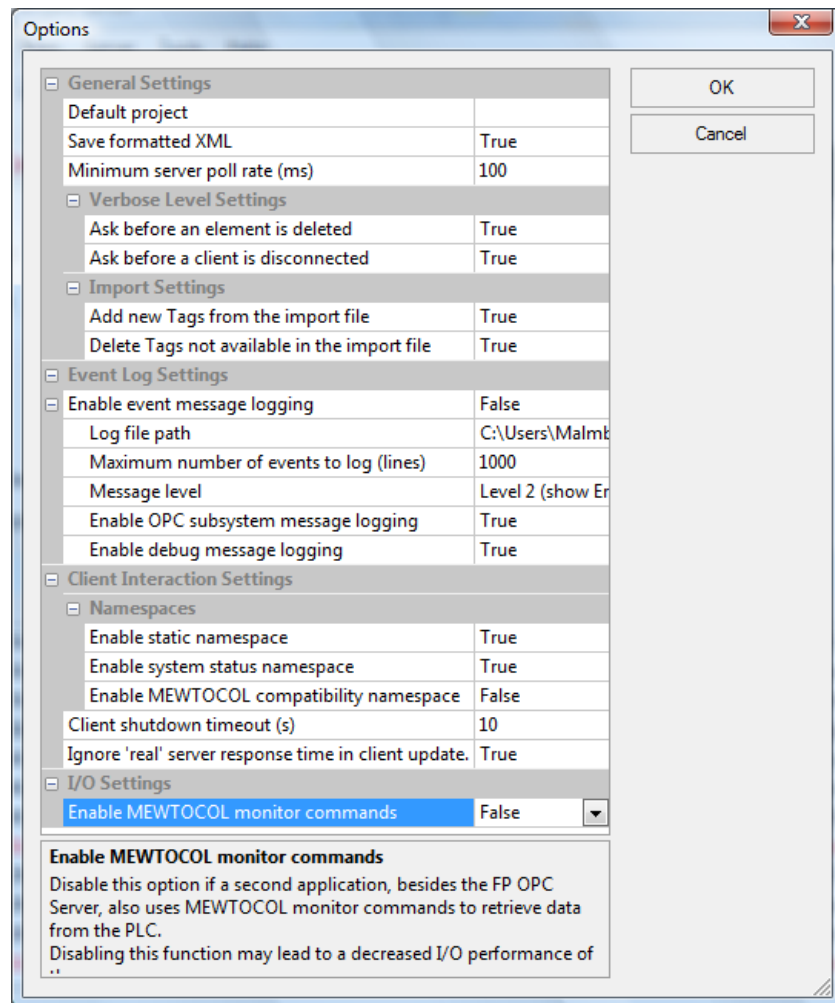 Options
General Settings
Default project
Save formatted XML True
Minimum server poll rate (ms) 100
Verbose Level Settings
Ask before an element is deleted True
Ask before a client is disconnected True
Import Settings
Add new Tags from the import file True
Delete Tags not available in the import file True
Event Log Settings
Enable event message logging False
Log file path C:\Users\Malmb
Maximum number of events to log (lines) 1000
Message level Level 2 (show Er
Enable OPC subsystem message logging True
Enable debug message logging True
Client Interaction Settings
Namespaces
Enable static namespace True
Enable system status namespace True
Enable MEWTOCOL compatibility namespace False
Client shutdown timeout (s) 10
Ignore 'real' server response time in client update. True
I/O Settings
Enable MEWTOCOL monitor commands False
Enable MEWTOCOL monitor commands
Disable this option if a second application, besides the FP OPC
Server, also uses MEWTOCOL monitor commands to retrieve data
from the PLC.
Disabling this function may lead to a decreased I/O performance of
OK
Cancel